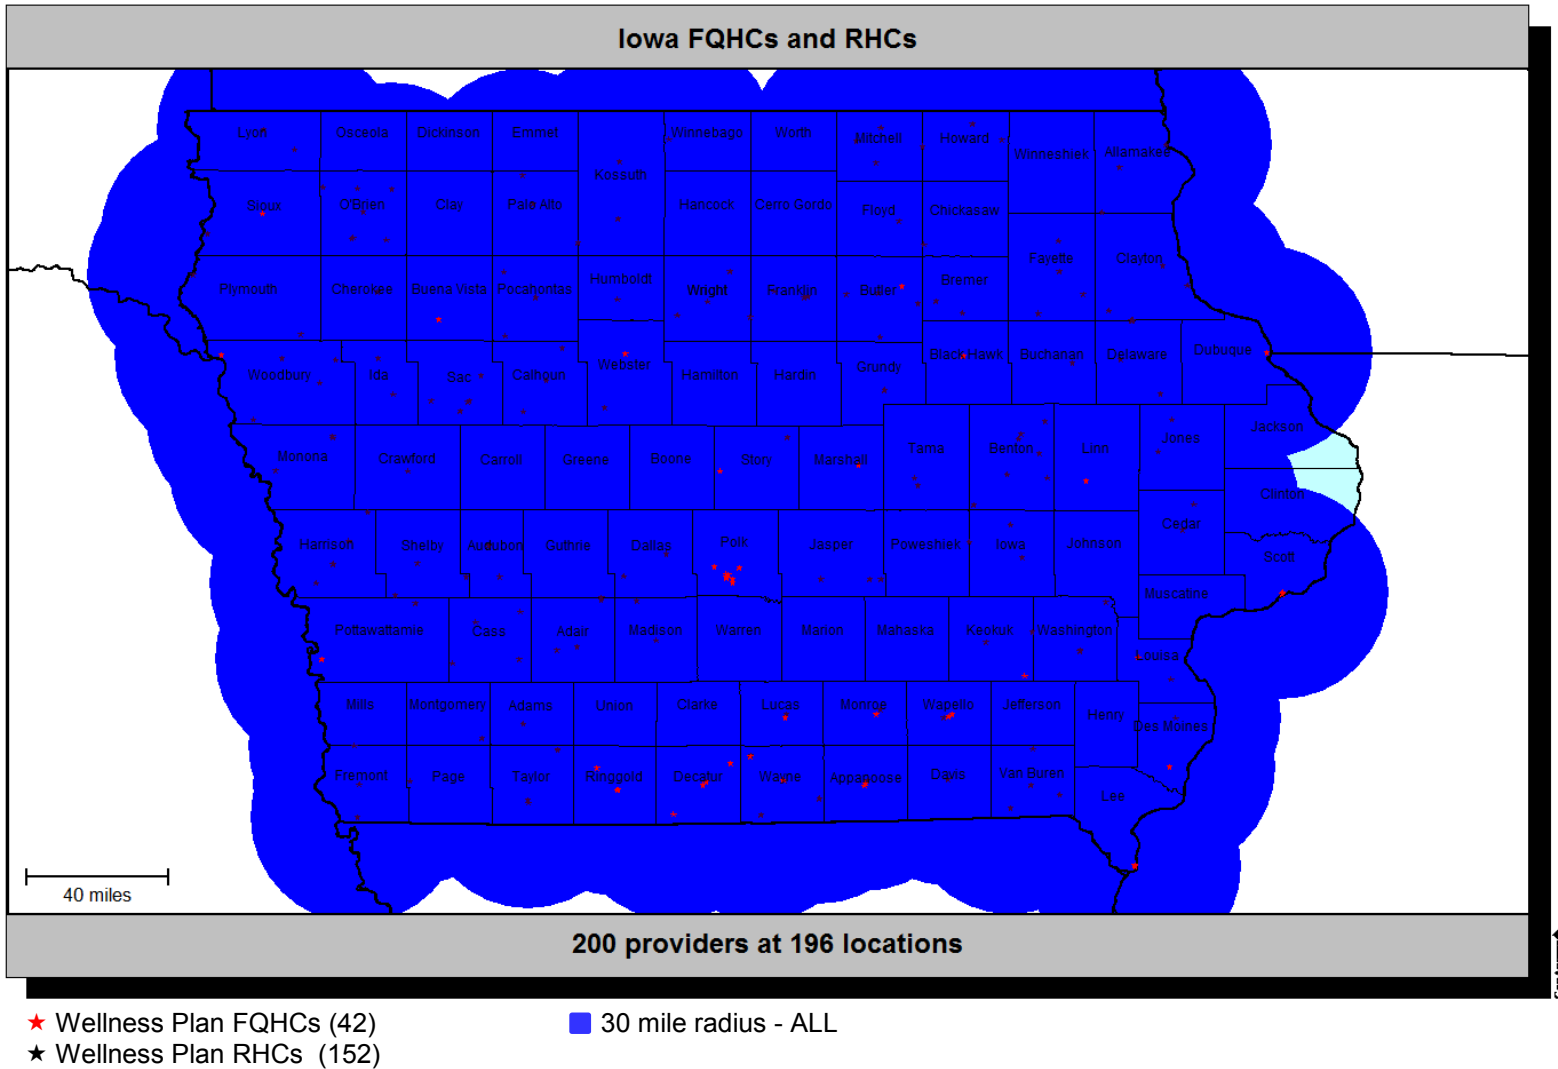 Iowa FQHCs and RHCs
Lyon Osceola Dickinson Emmet Winnebago Worth Mitchell Howard Winneshiek Allamakee
Kossuth
Sioux O'Brien Clay Palo Alto Hancock Cerro Gordo Floyd Chickasaw
Fayette Clayton
Plymouth Cherokee Buena Vista Pocahontas Humboldt Wright Franklin Butler Bremer
Woodbury Ida Sac Calhoun Webster Hamilton Hardin Grundy Black Hawk Buchanan Delaware Dubuque
Jackson
Monona Crawford Carroll Greene Boone Story Marshall Tama Benton Linn Jones
Clinton
Harrison Shelby Audubon Guthrie Dallas Polk Jasper Poweshiek Iowa Johnson Cedar
Scott
Muscatine
Pottawattamie Cass Adair Madison Warren Marion Mahaska Keokuk Washington
Louisa
Mills Montgomery Adams Union Clarke Lucas Monroe Wapello Jefferson Henry
Des Moines
Fremont Page Taylor Ringgold Decatur Wayne Appanoose Davis Van Buren
Lee
40 miles
200 providers at 196 locations
Wellness Plan FQHCs (42)
30 mile radius - ALL
Wellness Plan RHCs (152)